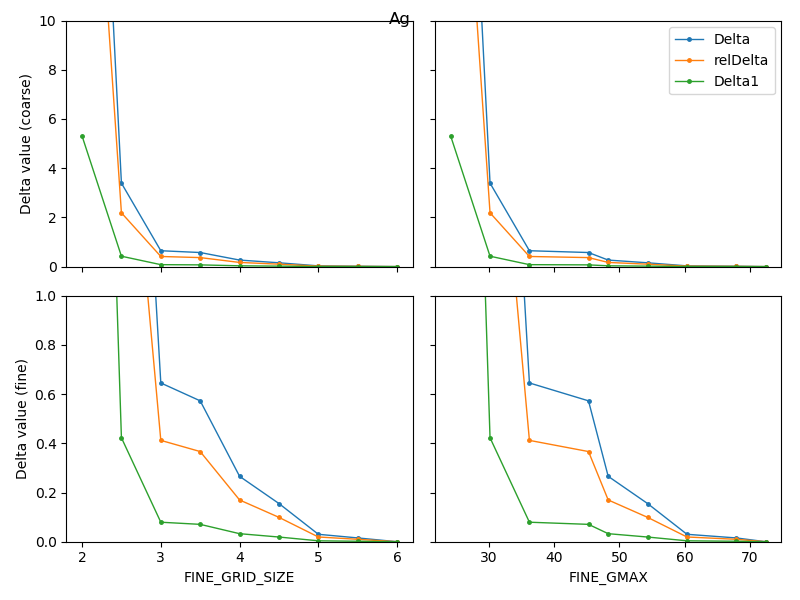 Ag
10
8
6
4
2
0
Delta value (coarse)
Delta
relDelta
Delta1
1.0
0.8
0.6
0.4
0.2
0.0
Delta value (fine)
2 3 4 5 6
FINE_GRID_SIZE
30 40 50 60 70
FINE_GMAX